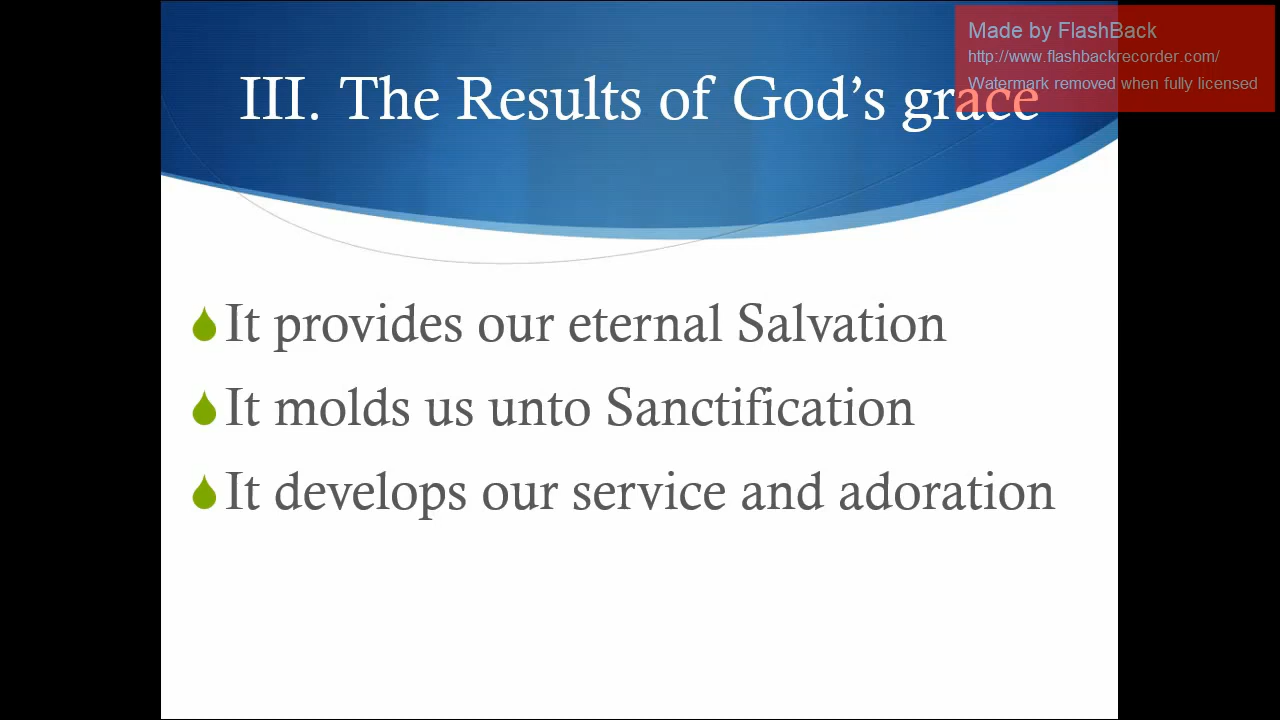 Made by FlashBack
http://www.flashbackrecorder.com/
Watermark removed when fully licensed
III. The Results of God’s grace
It provides our eternal Salvation
It molds us unto Sanctification
It develops our service and adoration